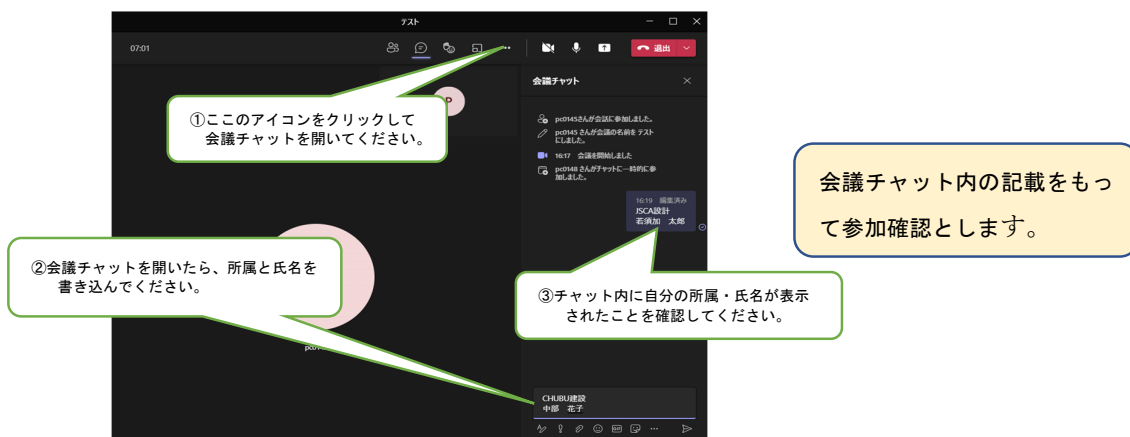 テスト
07:01
退出
会議チャット
P
①ここのアイコンをクリックして
会議チャットを開いてください。
pc0145さんが会話に参加しました。
pc0145 さんが会議の名前を テスト
にしました。
16:17 会議を開始しました
pc0148 さんがチャットに一時的に参
加しました。
16:19 編集済み
JSCA設計
若須加 太郎
会議チャット内の記載をもっ
て参加確認とします。
②会議チャットを開いたら、所属と氏名を
書き込んでください。
③チャット内に自分の所属・氏名が表示
されたことを確認してください。
CHUBU建設
中部 花子
GIF